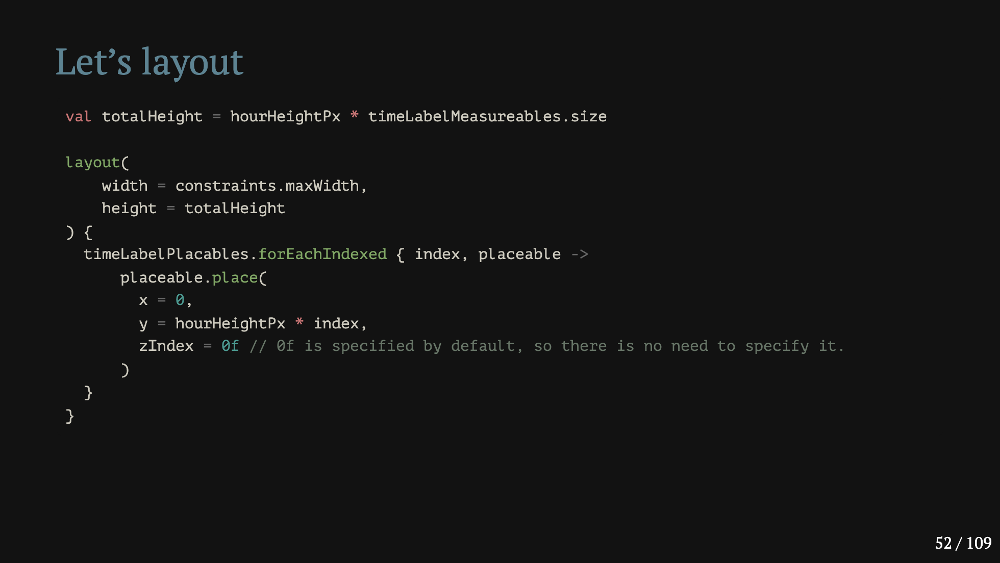 Let’s layout
val totalHeight = hourHeightPx * timeLabelMeasureables.size
layout(
    width = constraints.maxWidth,
    height = totalHeight
) {
  timeLabelPlacables.forEachIndexed { index, placeable ->
      placeable.place(
        x = 0,
        y = hourHeightPx * index,
        zIndex = 0f // 0f is specified by default, so there is no need to specify it.
      )
  }
}
52 / 109